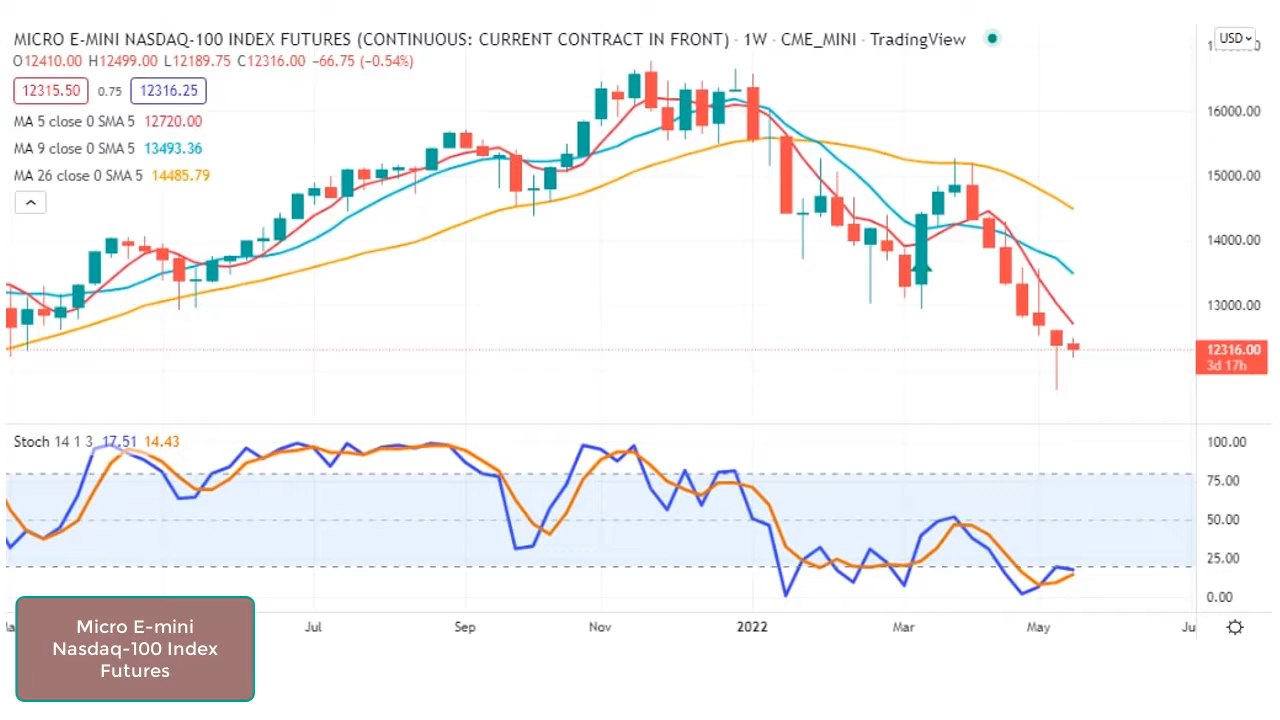 MICRO E-MINI NASDAQ-100 INDEX FUTURES (CONTINUOUS: CURRENT CONTRACT IN FRONT) · 1W · CME_MINI · TradingView
USD
O12410.00 H12499.00 L12189.75 C12316.00 −66.75 (−0.54%)
12315.50 0.75 12316.25
MA 5 close 0 SMA 5 12720.00
MA 9 close 0 SMA 5 13493.36
MA 26 close 0 SMA 5 14485.79
16000.00
15000.00
14000.00
13000.00
12316.00
3d 17h
Stoch 14 1 3 17.51 14.43
100.00
75.00
50.00
25.00
0.00
Jul Sep Nov 2022 Mar May
Micro E-mini
Nasdaq-100 Index
Futures